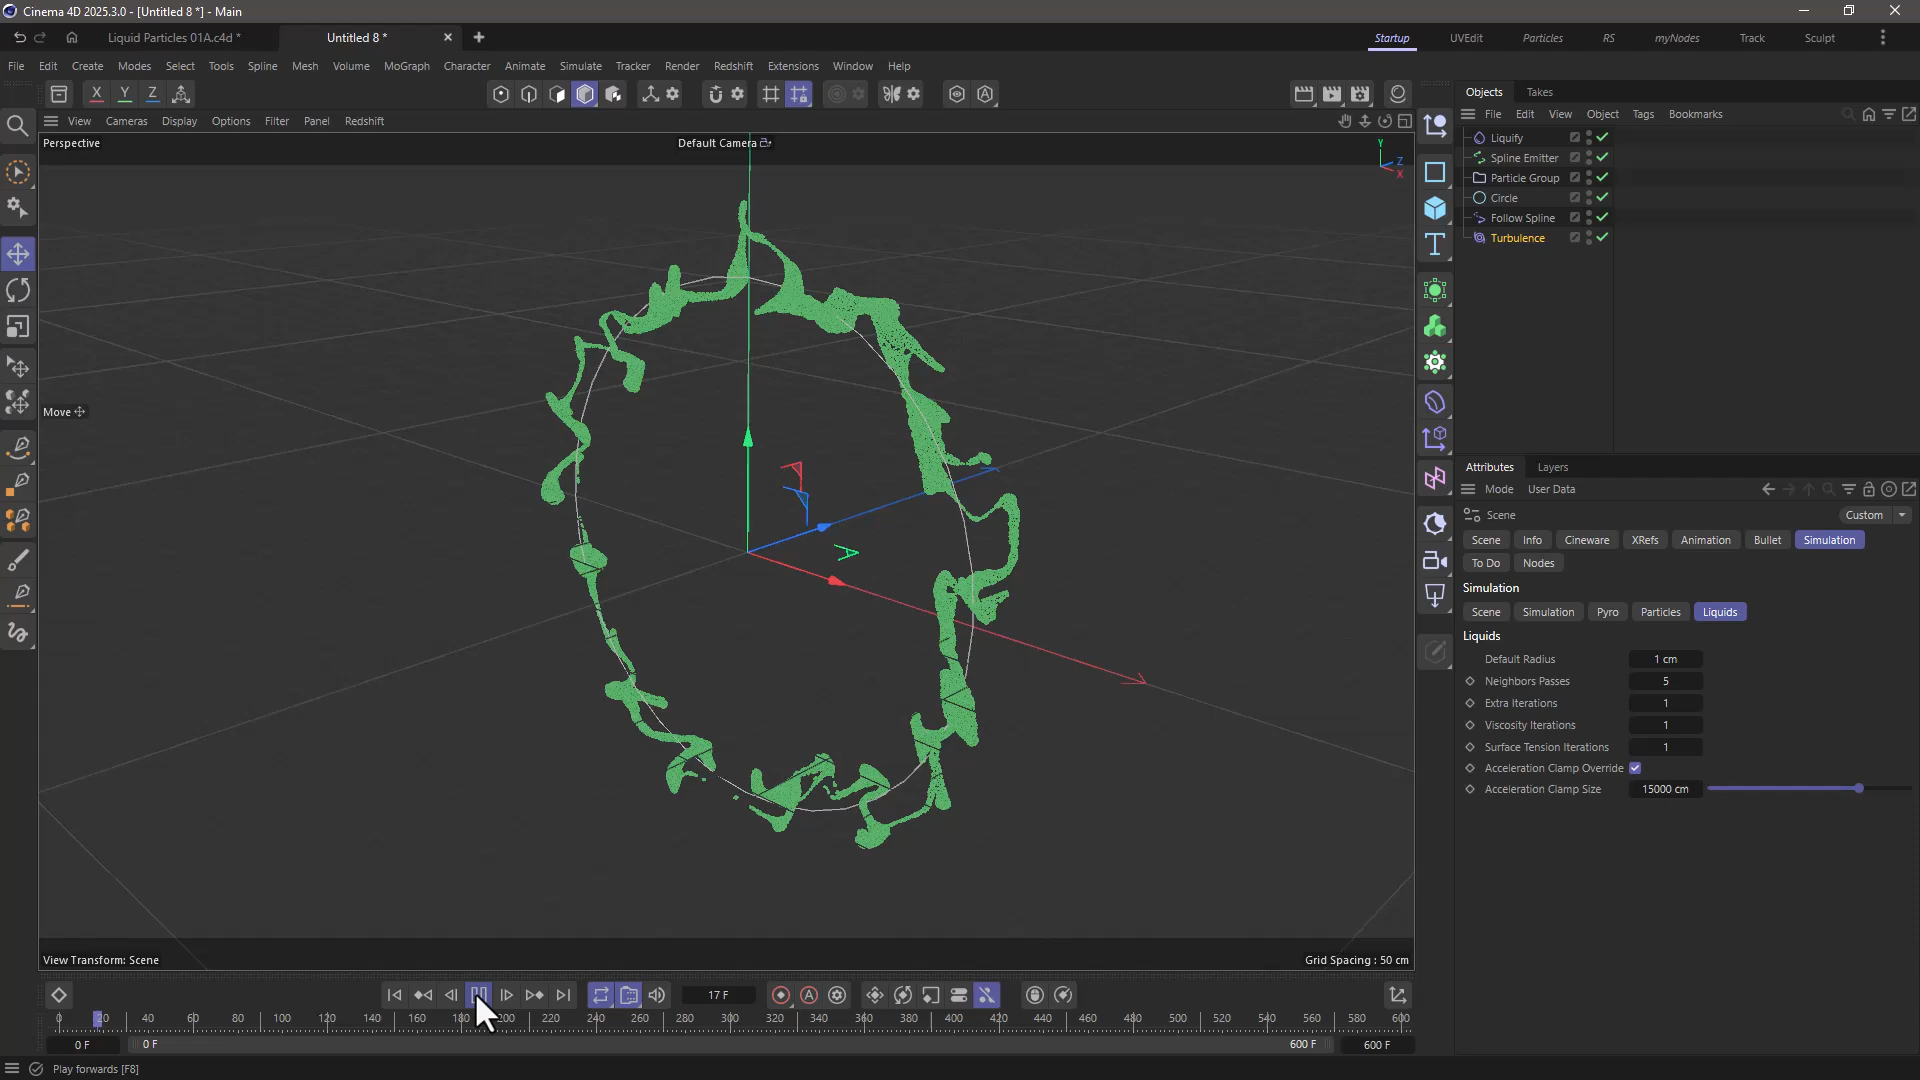 Cinema 4D 2025.3.0 - [Untitled 8 *] - Main
Liquid Particles 01A.c4d *
Untitled 8 *
Startup
UVEdit
Particles
RS
myNodes
Track
Sculpt
File Edit Create Modes Select Tools Spline Mesh Volume MoGraph Character Animate Simulate Tracker Render Redshift Extensions Window Help
X Y Z
View Cameras Display Options Filter Panel Redshift
Perspective
Default Camera
Y
Z
X
Move
View Transform: Scene
Grid Spacing : 50 cm
Objects Takes
File Edit View Object Tags Bookmarks
Liquify
Spline Emitter
Particle Group
Circle
Follow Spline
Turbulence
Attributes Layers
Mode User Data
Scene
Custom
Scene Info Cineware XRefs Animation Bullet Simulation
To Do Nodes
Simulation
Scene Simulation Pyro Particles Liquids
Liquids
Default Radius 1 cm
Neighbors Passes 5
Extra Iterations 1
Viscosity Iterations 1
Surface Tension Iterations 1
Acceleration Clamp Override
Acceleration Clamp Size 15000 cm
17 F
0 20 40 60 80 100 120 140 160 180 200 220 240 260 280 300 320 340 360 380 400 420 440 460 480 500 520 540 560 580 600
0 F
0 F
600 F
600 F
Play forwards [F8]